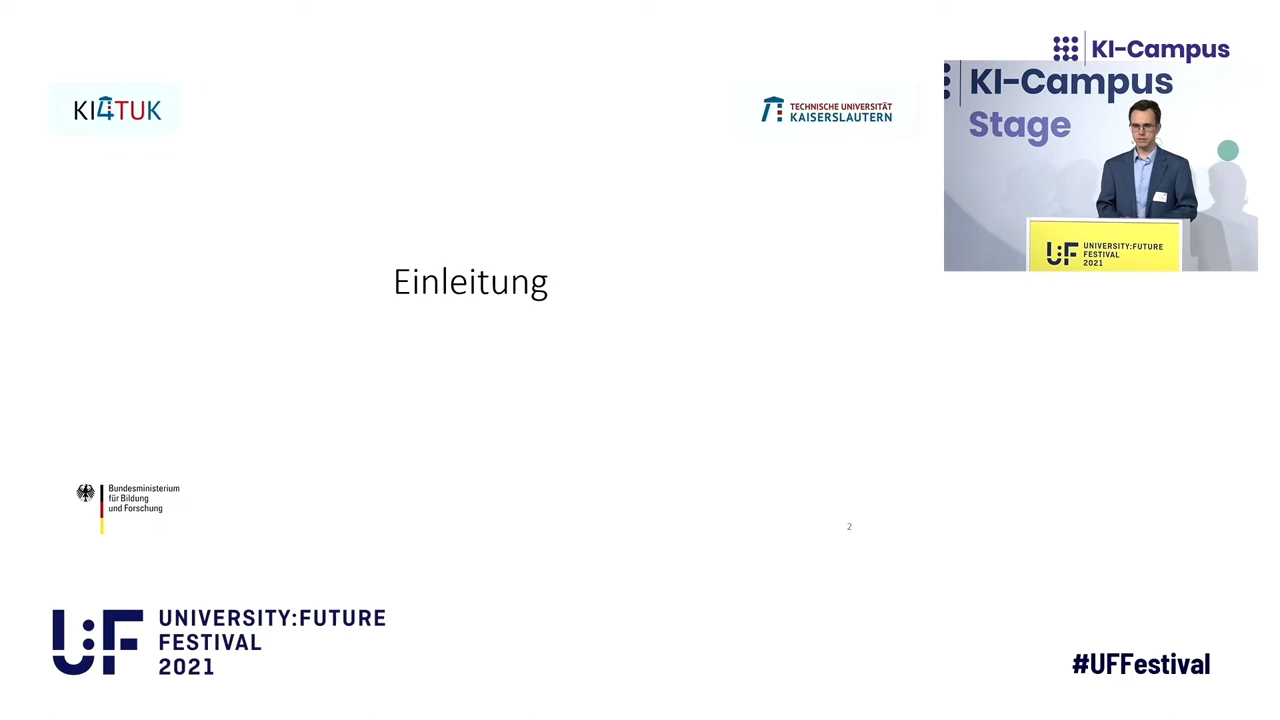 KI-Campus
KI4TUK
TECHNISCHE UNIVERSITÄT
KAISERSLAUTERN
KI-Campus
Stage
UNIVERSITY:FUTURE
FESTIVAL
2021
Einleitung
Bundesministerium
für Bildung
und Forschung
2
U:F
UNIVERSITY:FUTURE
FESTIVAL
2021
#UFFestival